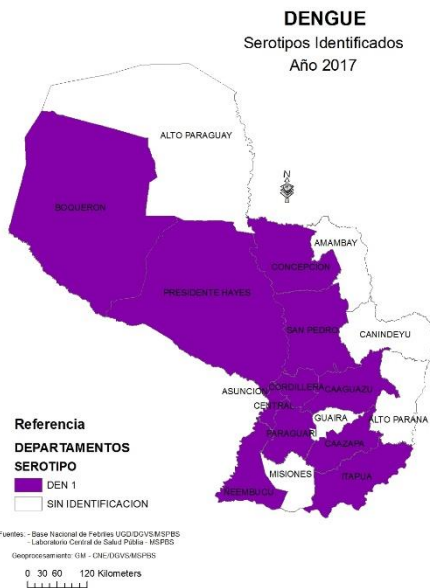 DENGUE
Serotipos Identificados
Año 2017
ALTO PARAGUAY
N
BOQUERON
AMAMBAY
CONCEPCION
PRESIDENTE HAYES
SAN PEDRO
CANINDEYU
ASUNCION
CORDILLERA
CAAGUAZU
CENTRAL
GUAIRA
ALTO PARANA
PARAGUARI
CAAZAPA
MISIONES
ITAPUA
ÑEEMBUCU
Referencia
DEPARTAMENTOS
SEROTIPO
DEN 1
SIN IDENTIFICACION
Fuentes: - Base Nacional de Febriles UGD/DGVS/MSPBS
- Laboratorio Central de Salud Públia - MSPBS
Geoprocesamiento: GM - CNE/DGVS/MSPBS
0 30 60 120 Kilometers